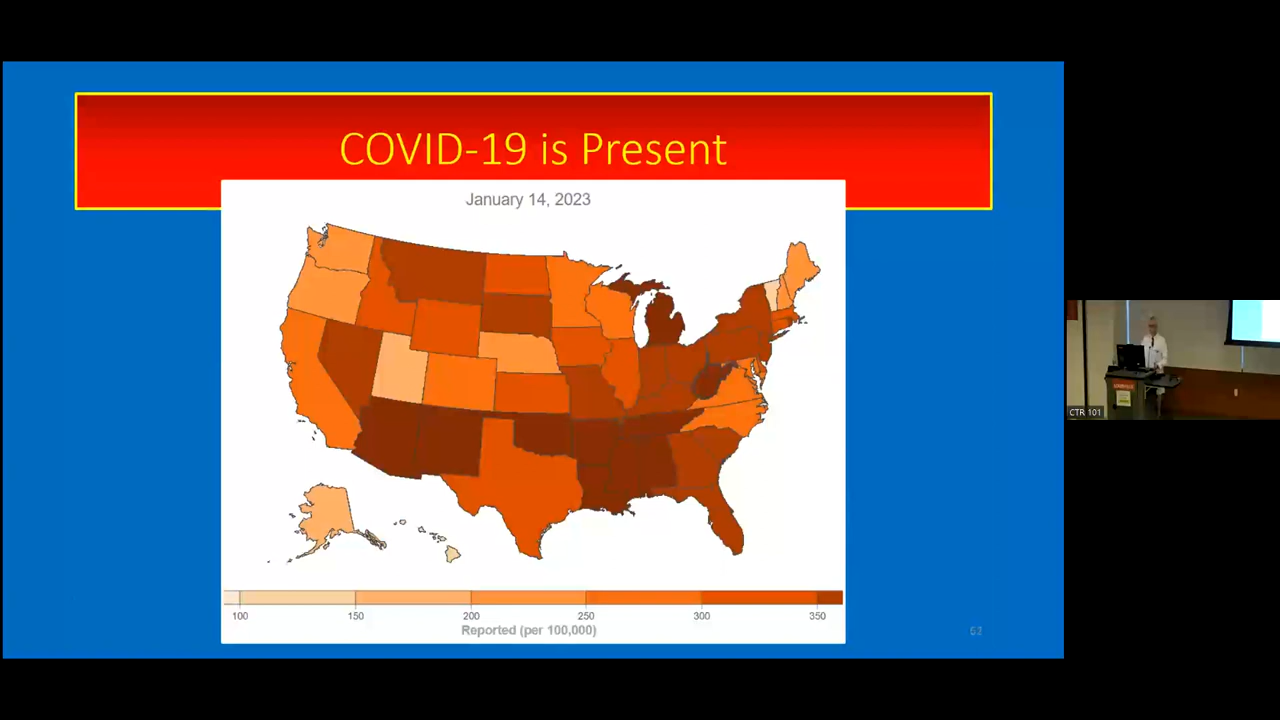 COVID-19 is Present
January 14, 2023
100 150 200 250 300 350
Reported (per 100,000)
CTR 101